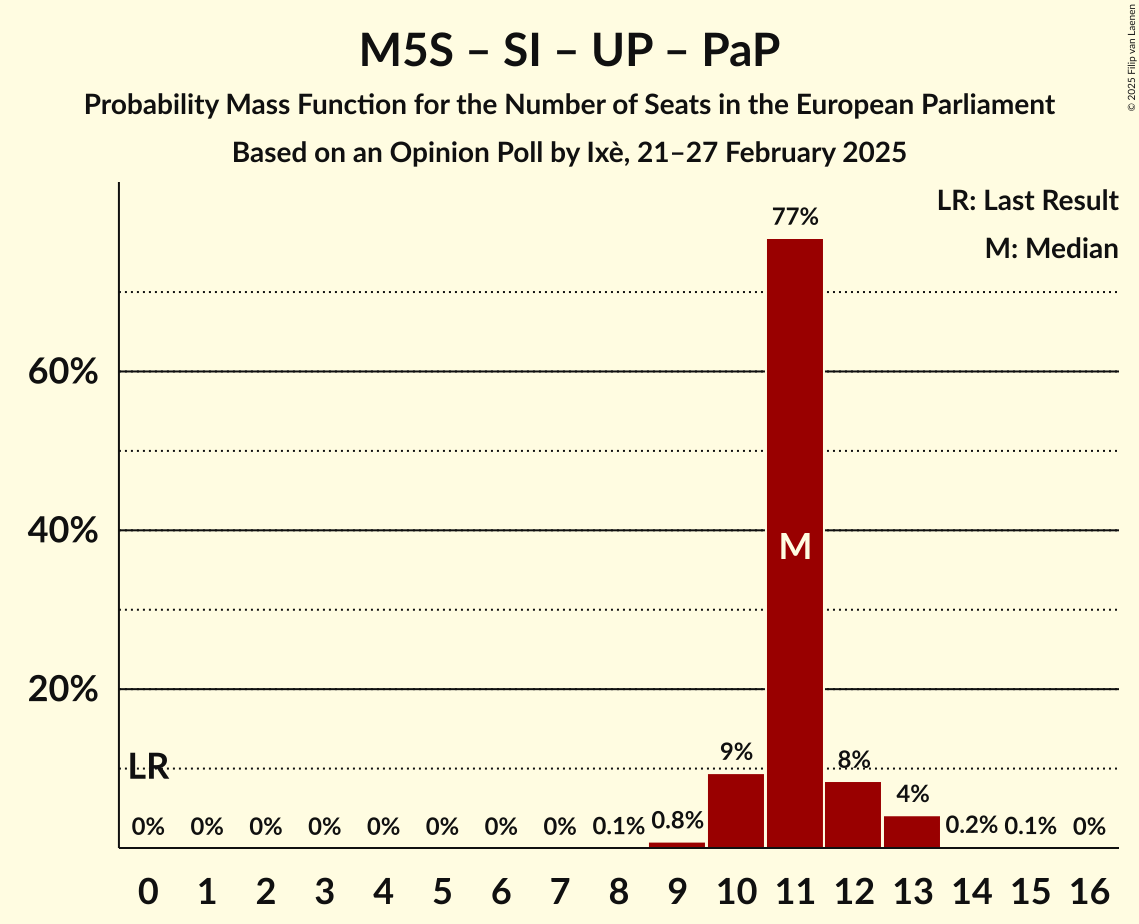 M5S – SI – UP – PaP
Probability Mass Function for the Number of Seats in the European Parliament
Based on an Opinion Poll by Ixè, 21–27 February 2025
© 2025 Filip van Laenen
LR: Last Result
M: Median
77%
60%
40%
M
20%
LR
9%
8%
4%
0% 0% 0% 0% 0% 0% 0% 0% 0.1% 0.8% 0.2% 0.1% 0%
0 1 2 3 4 5 6 7 8 9 10 11 12 13 14 15 16